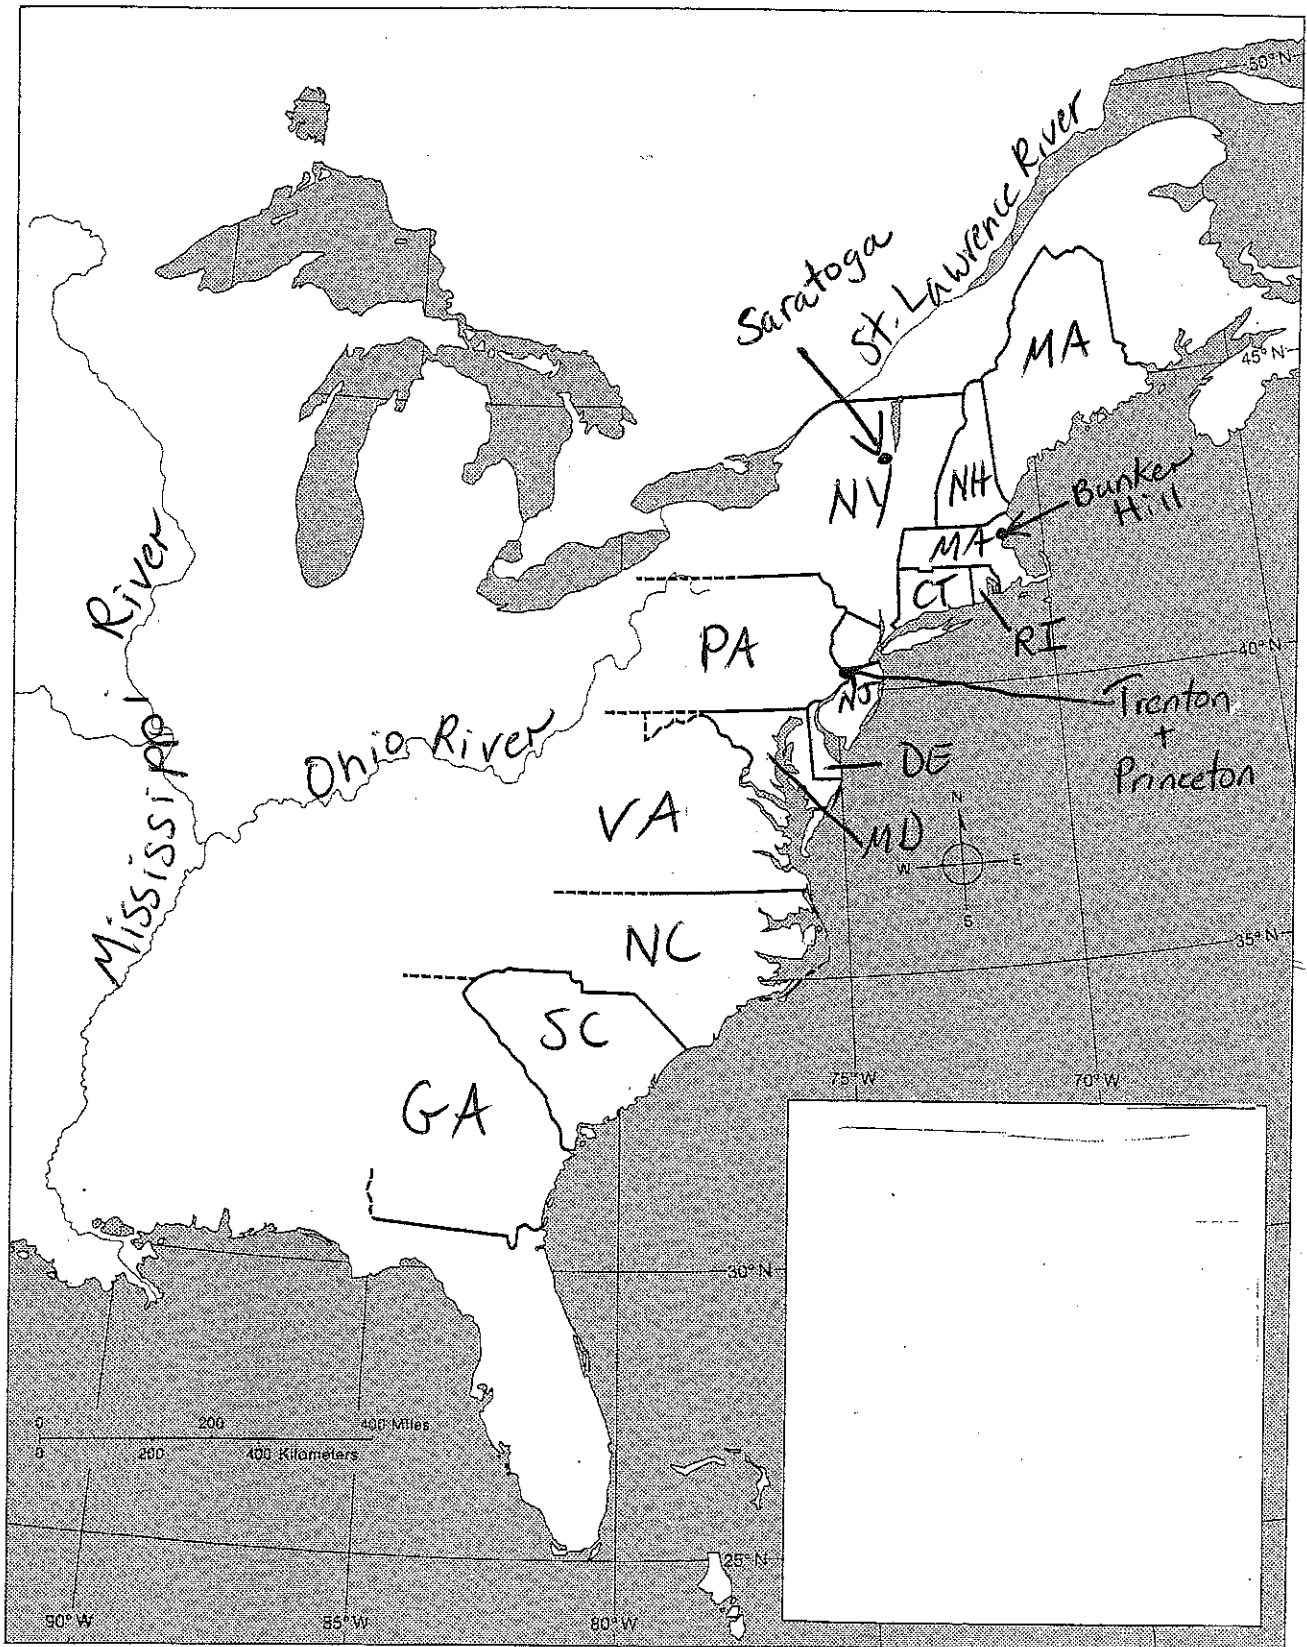 50°N
St. Lawrence River
Saratoga
MA
45°N
NY
NH
Bunker
Hill
MA
CT
RI
PA
40°N
NJ
Trenton
+
Princeton
Mississippi River
Ohio River
DE
VA
MD
N
W
E
S
NC
35°N
SC
75°W
70°W
GA
30°N
0 200 400 Miles
0 200 400 Kilometers
25°N
90°W
85°W
80°W